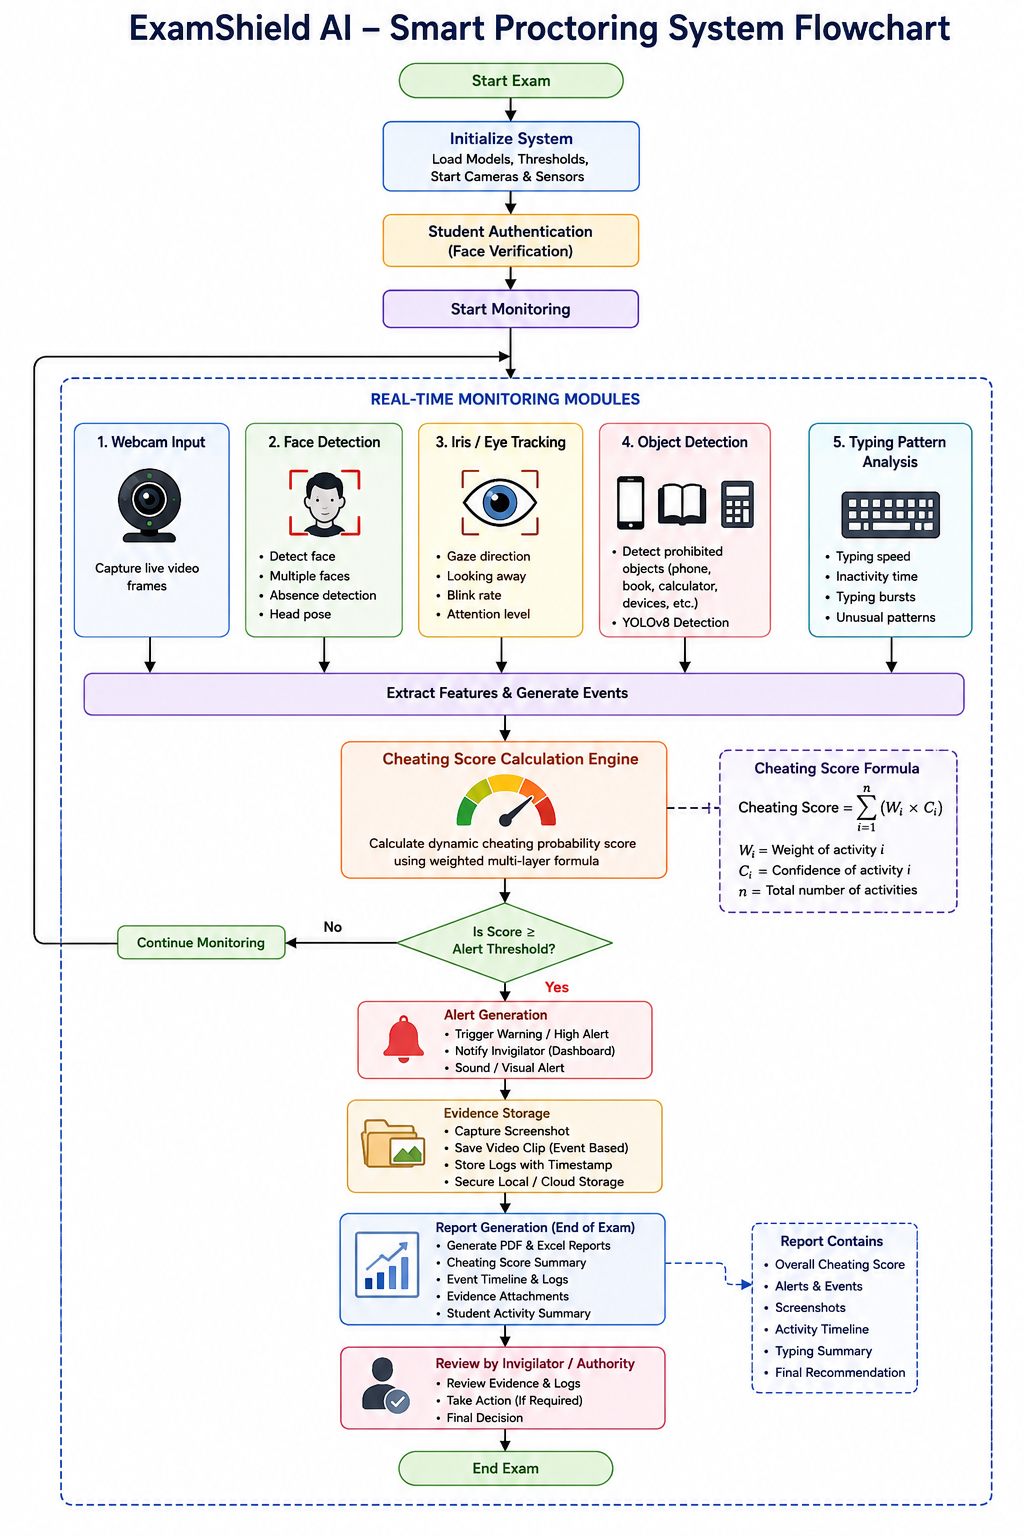 ExamShield AI – Smart Proctoring System Flowchart
Start Exam
Initialize System
Load Models, Thresholds,
Start Cameras & Sensors
Student Authentication
(Face Verification)
Start Monitoring
REAL-TIME MONITORING MODULES
1. Webcam Input
Capture live video
frames
2. Face Detection
• Detect face
• Multiple faces
• Absence detection
• Head pose
3. Iris / Eye Tracking
• Gaze direction
• Looking away
• Blink rate
• Attention level
4. Object Detection
• Detect prohibited
objects (phone,
book, calculator,
devices, etc.)
• YOLOv8 Detection
5. Typing Pattern
Analysis
• Typing speed
• Inactivity time
• Typing bursts
• Unusual patterns
Extract Features & Generate Events
Cheating Score Calculation Engine
Calculate dynamic cheating probability score
using weighted multi-layer formula
Cheating Score Formula
Cheating Score = ∑ⁿᵢ₌₁ (Wᵢ × Cᵢ)
Wᵢ = Weight of activity i
Cᵢ = Confidence of activity i
n = Total number of activities
Is Score ≥
Alert Threshold?
No
Continue Monitoring
Yes
Alert Generation
• Trigger Warning / High Alert
• Notify Invigilator (Dashboard)
• Sound / Visual Alert
Evidence Storage
• Capture Screenshot
• Save Video Clip (Event Based)
• Store Logs with Timestamp
• Secure Local / Cloud Storage
Report Generation (End of Exam)
• Generate PDF & Excel Reports
• Cheating Score Summary
• Event Timeline & Logs
• Evidence Attachments
• Student Activity Summary
Report Contains
• Overall Cheating Score
• Alerts & Events
• Screenshots
• Activity Timeline
• Typing Summary
• Final Recommendation
Review by Invigilator / Authority
• Review Evidence & Logs
• Take Action (If Required)
• Final Decision
End Exam